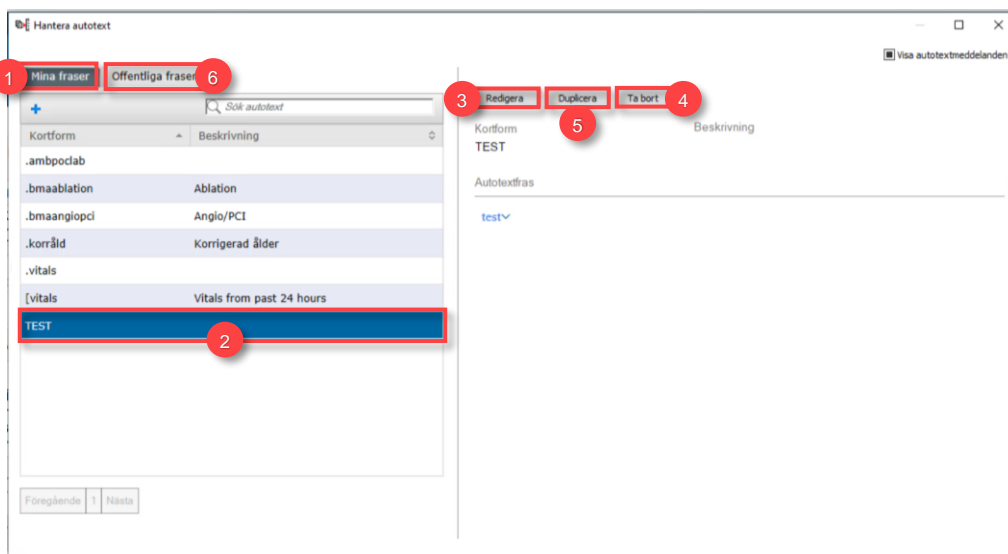 Hantera autotext
Visa autotextmeddelanden
1 Mina fraser Offentliga fraser 6
+ Sök autotext
Kortform Beskrivning
.ambpoclab
.bmaablation Ablation
.bmaangiopci Angio/PCI
.korråld Korrigerad ålder
.vitals
[vitals Vitals from past 24 hours
TEST
2
Föregående 1 Nästa
3 Redigera Duplicera Ta bort 4
5
Kortform Beskrivning
TEST
Autotextfras
test